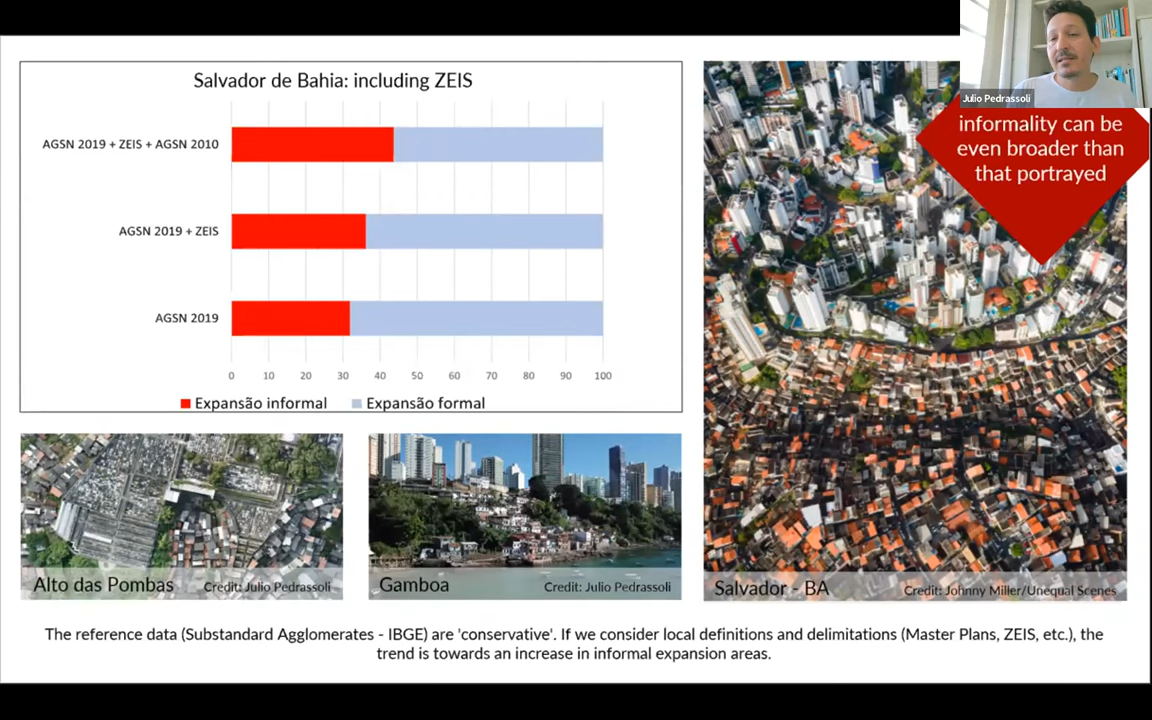 Julio Pedrassoli
Salvador de Bahia: including ZEIS
AGSN 2019 + ZEIS + AGSN 2010
AGSN 2019 + ZEIS
AGSN 2019
0 10 20 30 40 50 60 70 80 90 100
Expansão informal Expansão formal
informality can be
even broader than
that portrayed
Alto das Pombas Credit: Julio Pedrassoli
Gamboa Credit: Julio Pedrassoli
Salvador - BA Credit: Johnny Miller/Unequal Scenes
The reference data (Substandard Agglomerates - IBGE) are 'conservative'. If we consider local definitions and delimitations (Master Plans, ZEIS, etc.), the
trend is towards an increase in informal expansion areas.